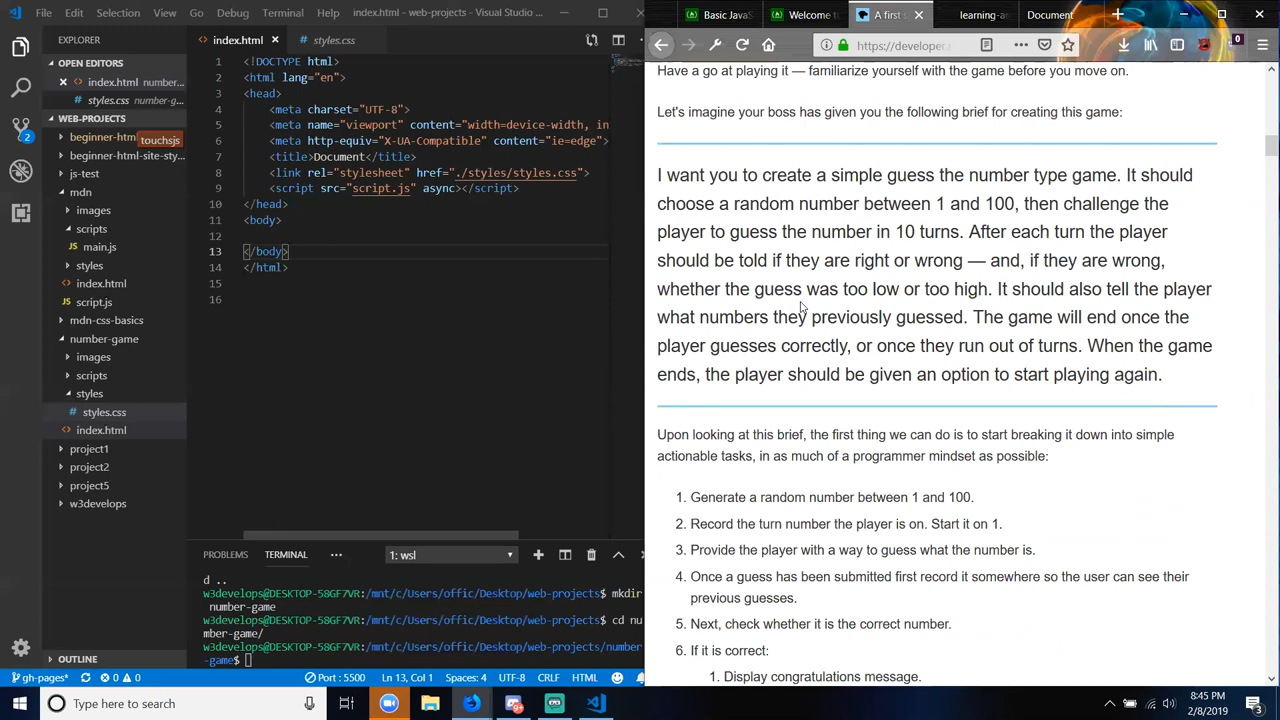 File Edit Selection View Go Debug Terminal index.html - web-projects - Visual Studio ...
EXPLORER
OPEN EDITORS
index.html number...
styles.css number-g...
WEB-PROJECTS
beginner-htm
touchsjs
beginner-html-site-sty...
js-test
mdn
images
scripts
main.js
styles
index.html
script.js
mdn-css-basics
number-game
images
scripts
styles
styles.css
index.html
project1
project2
project5
w3develops
OUTLINE
index.html
styles.css
1 <!DOCTYPE html>
2 <html lang="en">
3 <head>
4 <meta charset="UTF-8">
5 <meta name="viewport" content="width=device-width, in
6 <meta http-equiv="X-UA-Compatible" content="ie=edge">
7 <title>Document</title>
8 <link rel="stylesheet" href="./styles/styles.css">
9 <script src="script.js" async></script>
10 </head>
11 <body>
12
13 </body>
14 </html>
15
16
PROBLEMS TERMINAL ... 1: wsl
d ..
w3develops@DESKTOP-58GF7VR:/mnt/c/Users/offic/Desktop/web-projects$ mkdir
number-game
w3develops@DESKTOP-58GF7VR:/mnt/c/Users/offic/Desktop/web-projects$ cd nu
mber-game/
w3develops@DESKTOP-58GF7VR:/mnt/c/Users/offic/Desktop/web-projects/number
-game$
gh-pages* 0 0 Port : 5500 Ln 13, Col 1 Spaces: 4 UTF-8 CRLF HTML
2
Basic JavaS
Welcome t
A first s
learning-ar
Document
https://developer.
0
Have a go at playing it — familiarize yourself with the game before you move on.
Let's imagine your boss has given you the following brief for creating this game:
I want you to create a simple guess the number type game. It should
choose a random number between 1 and 100, then challenge the
player to guess the number in 10 turns. After each turn the player
should be told if they are right or wrong — and, if they are wrong,
whether the guess was too low or too high. It should also tell the player
what numbers they previously guessed. The game will end once the
player guesses correctly, or once they run out of turns. When the game
ends, the player should be given an option to start playing again.
Upon looking at this brief, the first thing we can do is to start breaking it down into simple
actionable tasks, in as much of a programmer mindset as possible:
1. Generate a random number between 1 and 100.
2. Record the turn number the player is on. Start it on 1.
3. Provide the player with a way to guess what the number is.
4. Once a guess has been submitted first record it somewhere so the user can see their
previous guesses.
5. Next, check whether it is the correct number.
6. If it is correct:
1. Display congratulations message.
Type here to search
8:45 PM
2/8/2019
3